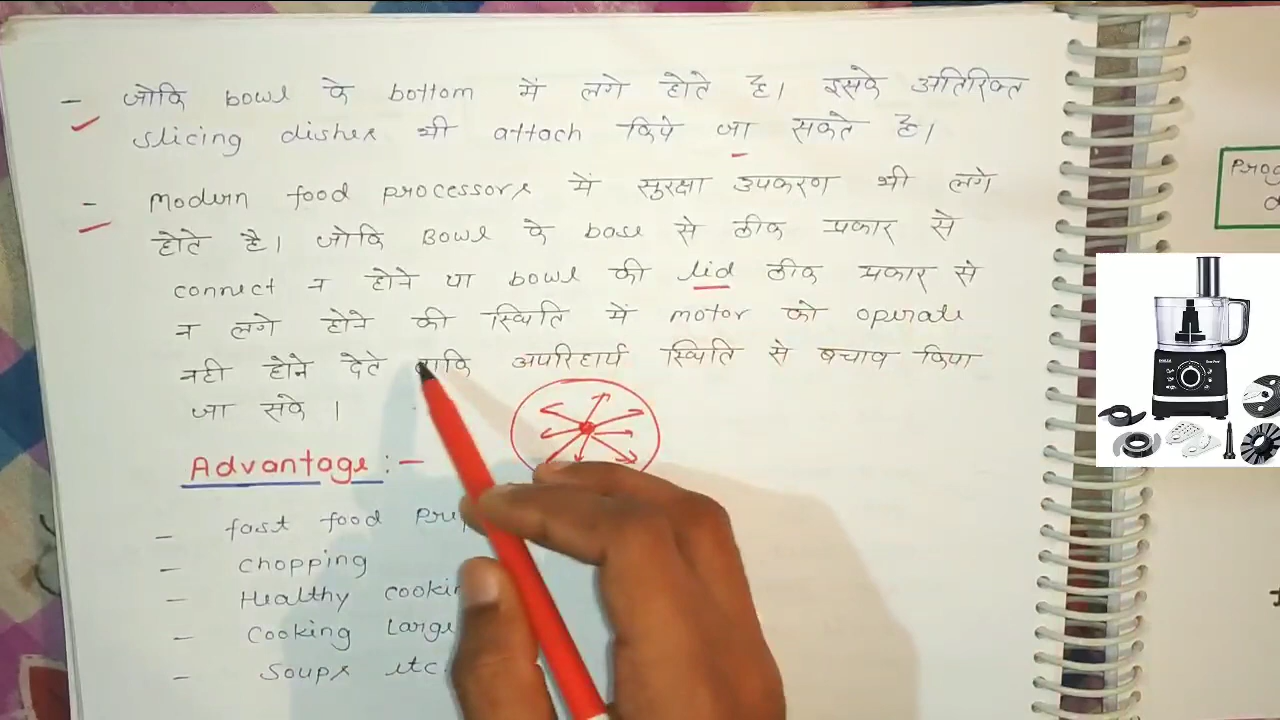 - जोकि bowl के bottom में लगे होते है। इसके अतिरिक्त
slicing dishes भी attach किये जा सकते है।
- Modern food processors में सुरक्षा उपकरण भी लगे
होते है। जोकि Bowl के base से ठीक प्रकार से
connect न होने या bowl की lid ठीक प्रकार से
न लगे होने की स्थिति में motor को operate
नही होने देते ताकि अपरिहार्य स्थिति से बचाव किया
जा सके।
Advantage :-
- fast food
- Chopping
- Healthy
- Cooking Large
- Soups etc.